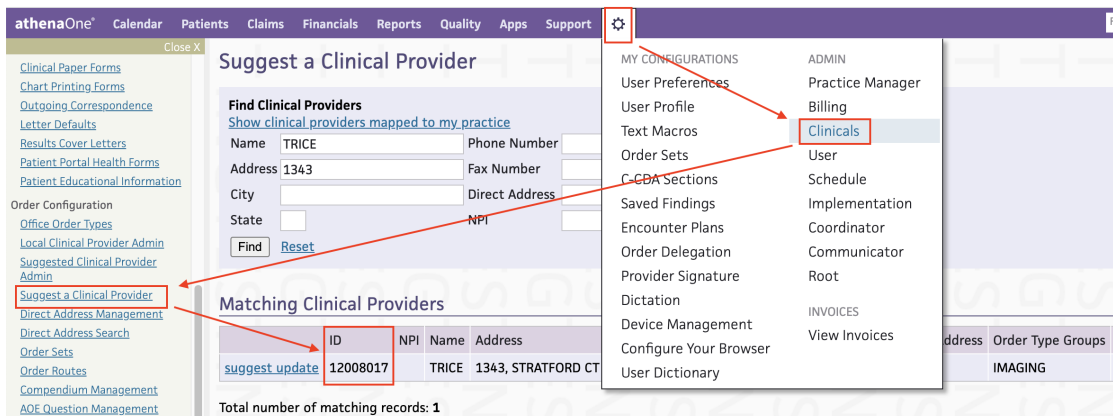 athenaOne® Calendar Patients Claims Financials Reports Quality Apps Support
Close X
Clinical Paper Forms
Chart Printing Forms
Outgoing Correspondence
Letter Defaults
Results Cover Letters
Patient Portal Health Forms
Patient Educational Information
Order Configuration
Office Order Types
Local Clinical Provider Admin
Suggested Clinical Provider
Admin
Suggest a Clinical Provider
Direct Address Management
Direct Address Search
Order Sets
Order Routes
Compendium Management
AOE Question Management
Suggest a Clinical Provider
Find Clinical Providers
Show clinical providers mapped to my practice
Name TRICE Phone Number
Address 1343 Fax Number
City Direct Address
State NPI
Find Reset
Matching Clinical Providers
ID NPI Name Address ddress Order Type Groups
suggest update 12008017 TRICE 1343, STRATFORD CT IMAGING
Total number of matching records: 1
MY CONFIGURATIONS
User Preferences
User Profile
Text Macros
Order Sets
C-CDA Sections
Saved Findings
Encounter Plans
Order Delegation
Provider Signature
Dictation
Device Management
Configure Your Browser
User Dictionary
ADMIN
Practice Manager
Billing
Clinicals
User
Schedule
Implementation
Coordinator
Communicator
Root
INVOICES
View Invoices